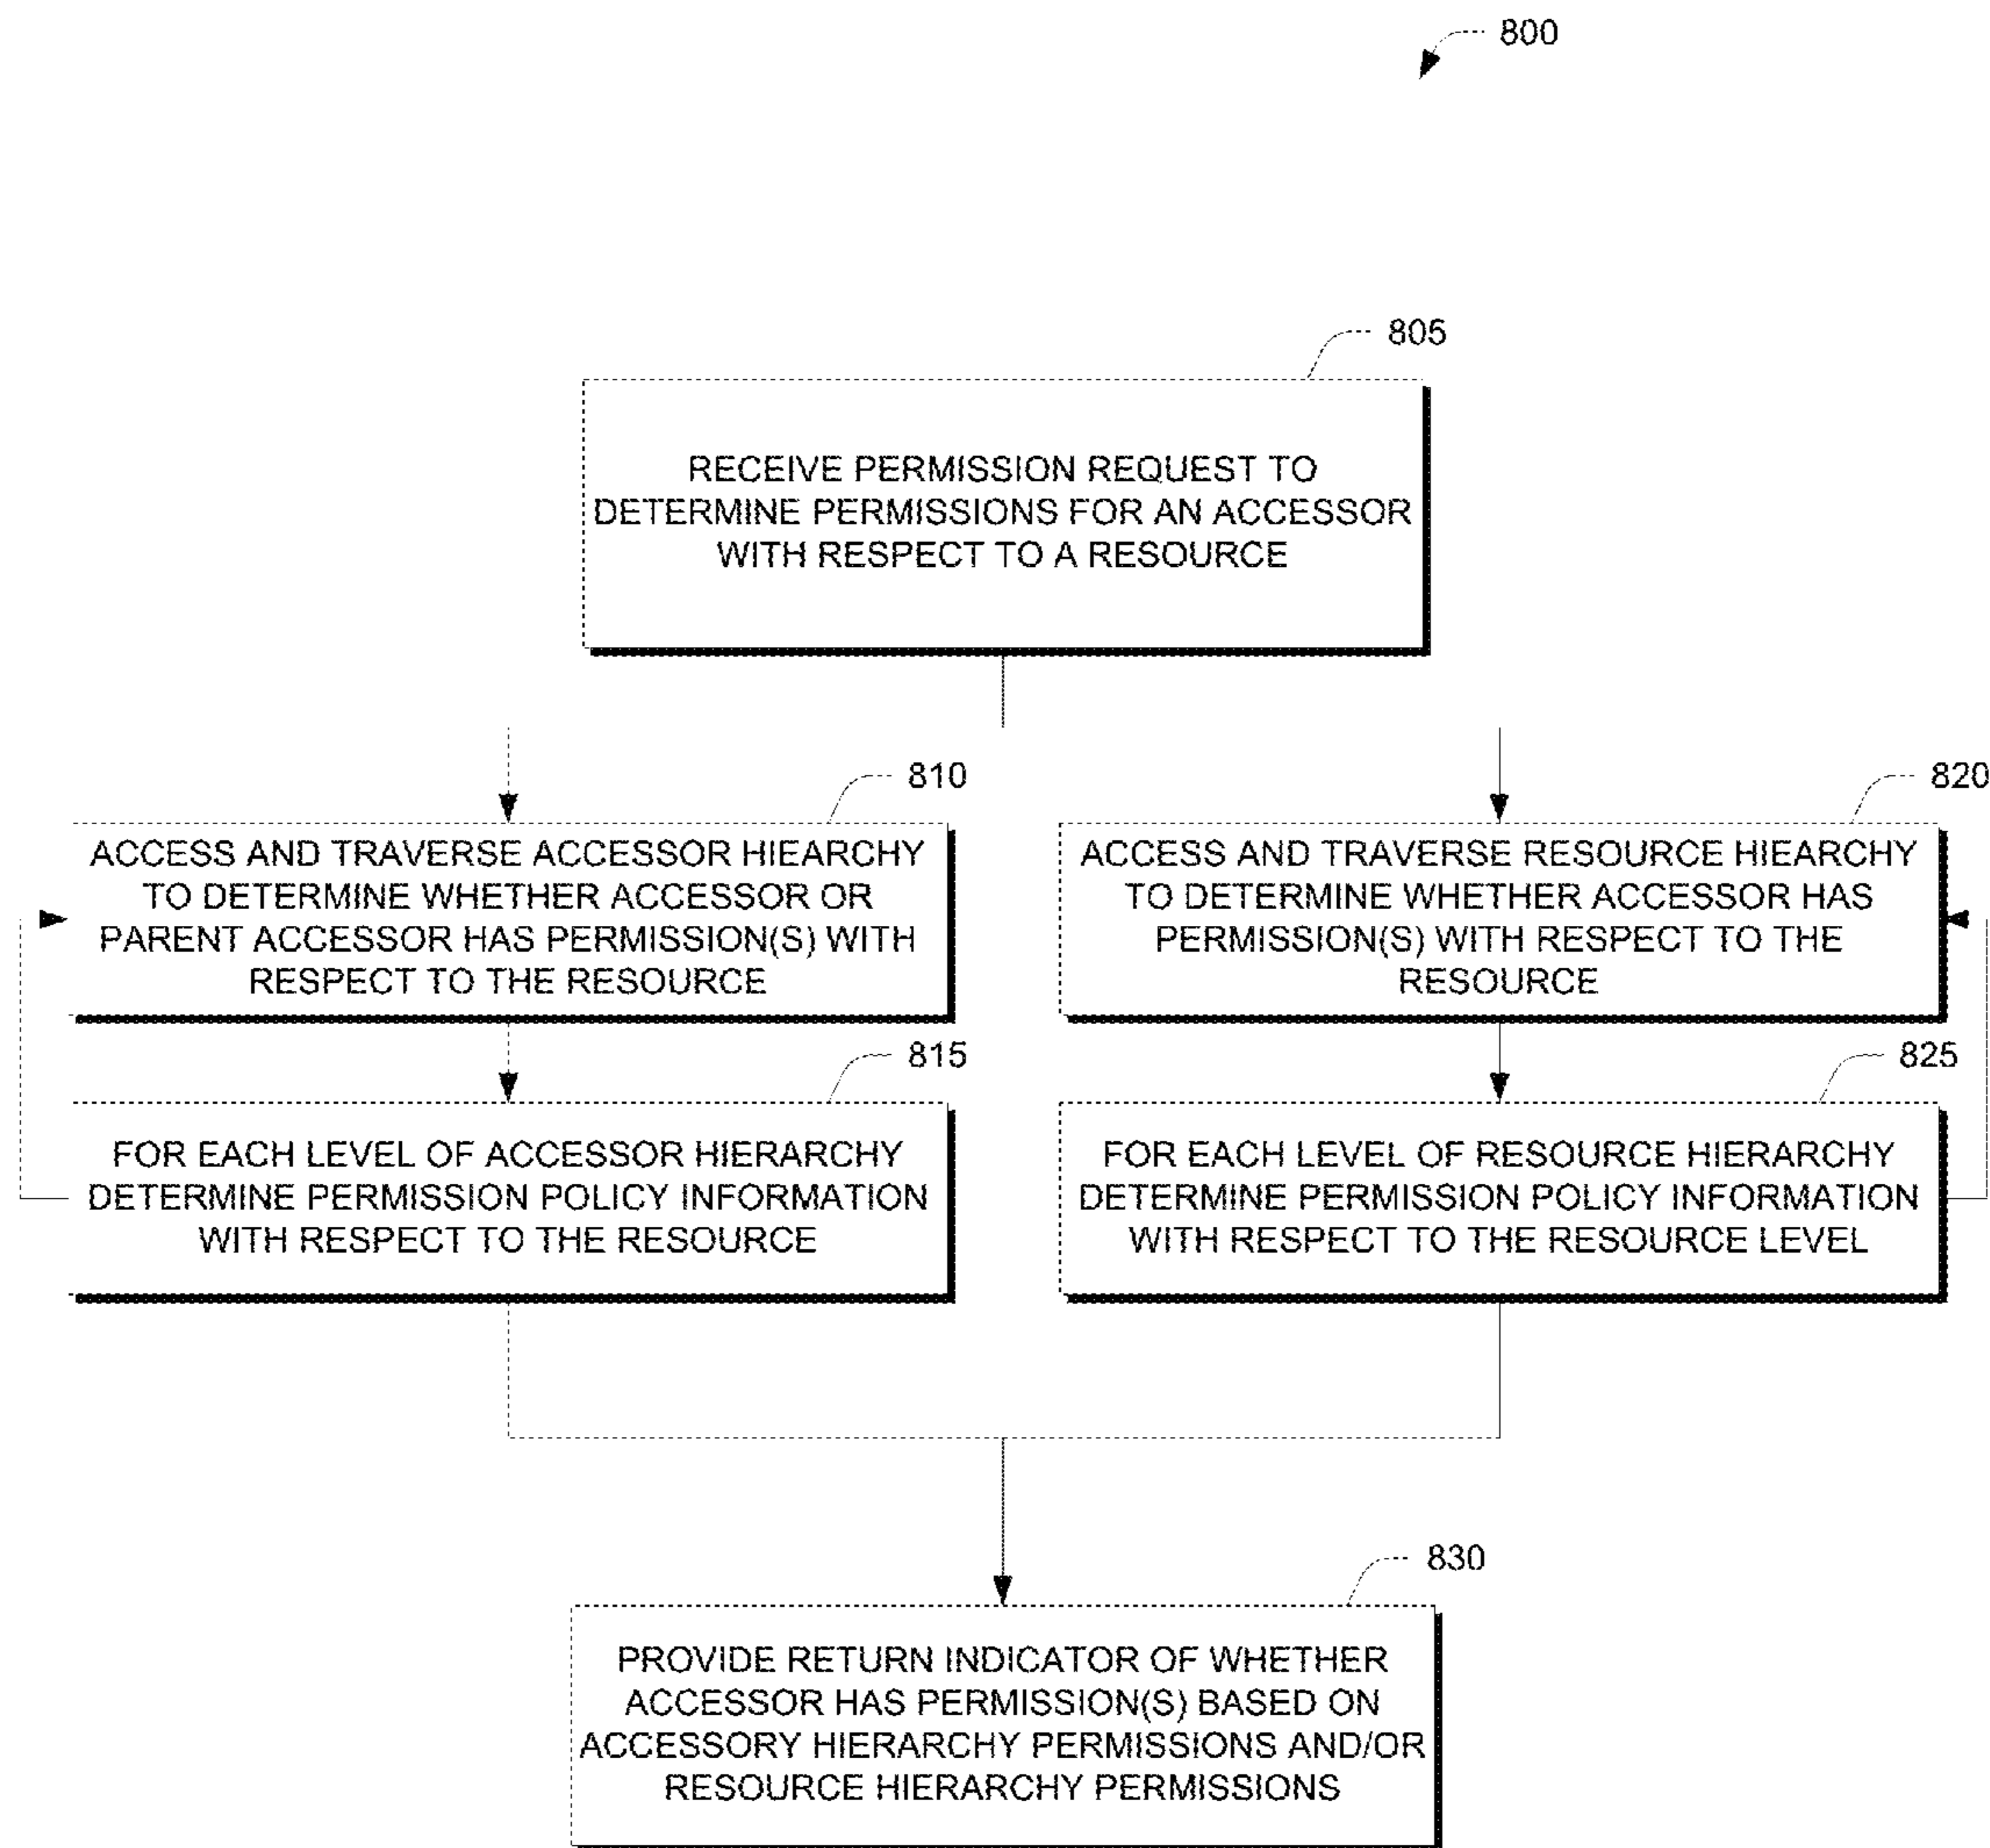 800
805
RECEIVE PERMISSION REQUEST TO
DETERMINE PERMISSIONS FOR AN ACCESSOR
WITH RESPECT TO A RESOURCE
810
ACCESS AND TRAVERSE ACCESSOR HIEARCHY
TO DETERMINE WHETHER ACCESSOR OR
PARENT ACCESSOR HAS PERMISSION(S) WITH
RESPECT TO THE RESOURCE
820
ACCESS AND TRAVERSE RESOURCE HIEARCHY
TO DETERMINE WHETHER ACCESSOR HAS
PERMISSION(S) WITH RESPECT TO THE
RESOURCE
815
FOR EACH LEVEL OF ACCESSOR HIERARCHY
DETERMINE PERMISSION POLICY INFORMATION
WITH RESPECT TO THE RESOURCE
825
FOR EACH LEVEL OF RESOURCE HIERARCHY
DETERMINE PERMISSION POLICY INFORMATION
WITH RESPECT TO THE RESOURCE LEVEL
830
PROVIDE RETURN INDICATOR OF WHETHER
ACCESSOR HAS PERMISSION(S) BASED ON
ACCESSORY HIERARCHY PERMISSIONS AND/OR
RESOURCE HIERARCHY PERMISSIONS